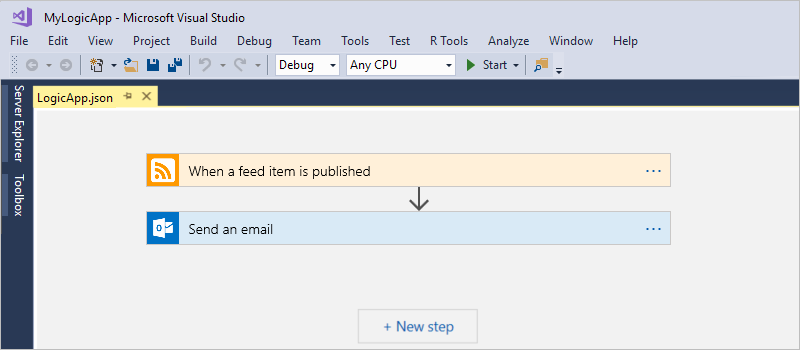 MyLogicApp - Microsoft Visual Studio
File Edit View Project Build Debug Team Tools Test R Tools Analyze Window Help
Debug Any CPU Start
LogicApp.json
Server Explorer
Toolbox
When a feed item is published
Send an email
+ New step